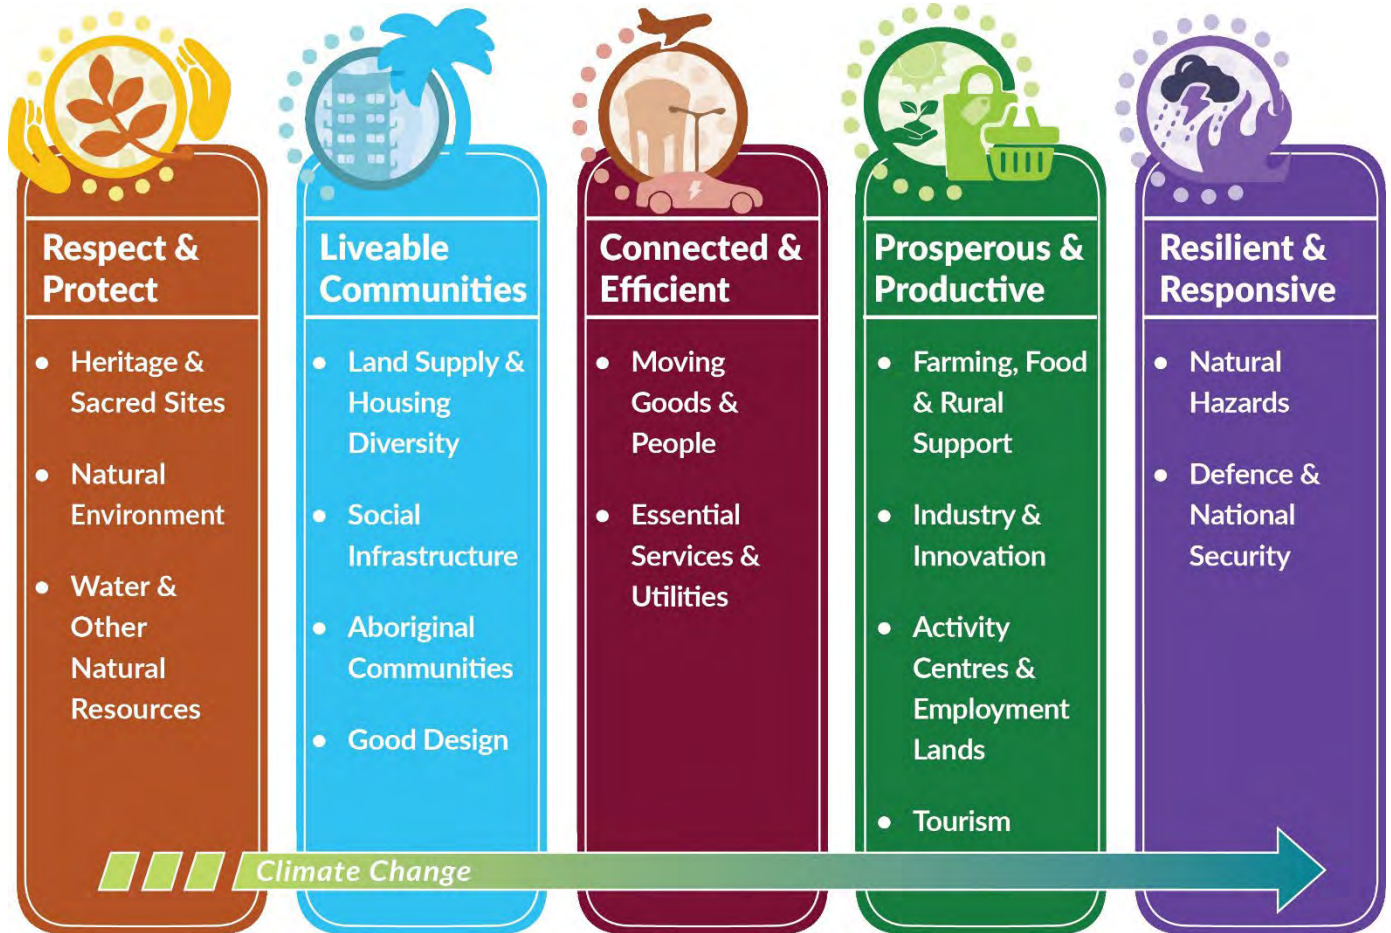 Respect &
Protect
• Heritage &
Sacred Sites
• Natural
Environment
• Water &
Other
Natural
Resources
Liveable
Communities
• Land Supply &
Housing
Diversity
• Social
Infrastructure
• Aboriginal
Communities
• Good Design
Connected &
Efficient
• Moving
Goods &
People
• Essential
Services &
Utilities
Prosperous &
Productive
• Farming, Food
& Rural
Support
• Industry &
Innovation
• Activity
Centres &
Employment
Lands
• Tourism
Resilient &
Responsive
• Natural
Hazards
• Defence &
National
Security
Climate Change